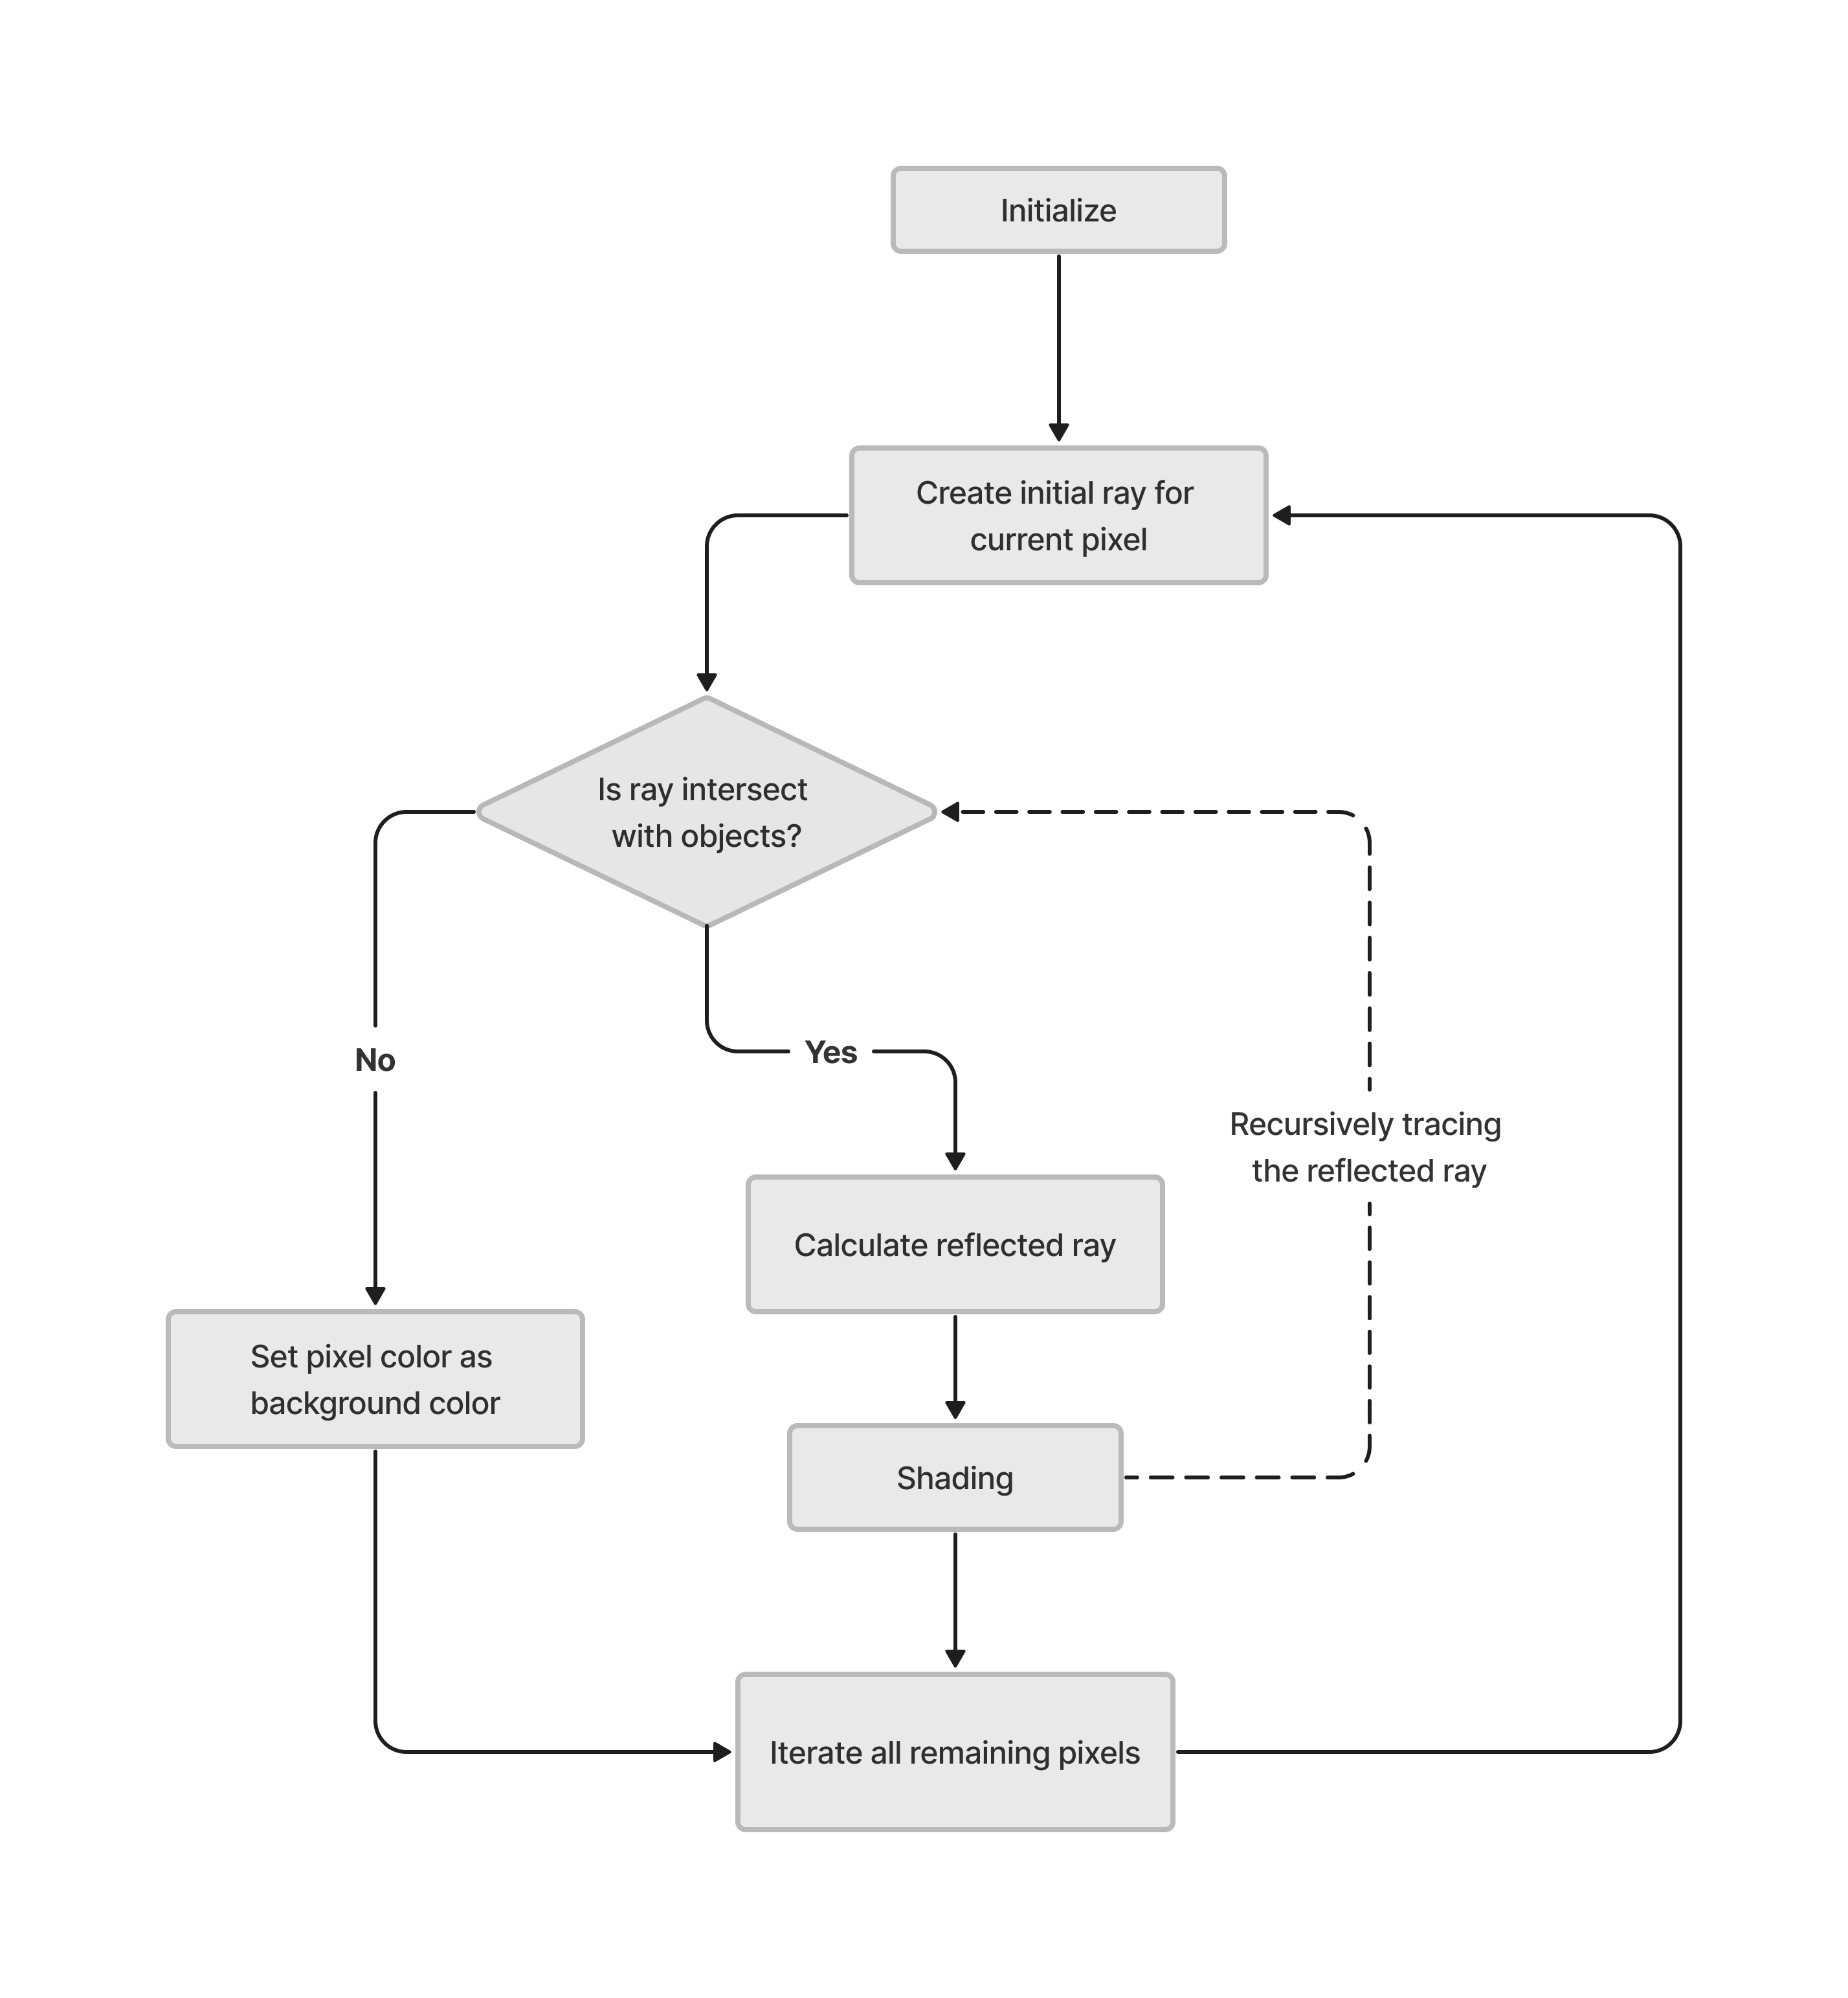 Initialize
Create initial ray for
current pixel
Is ray intersect
with objects?
No
Yes
Recursively tracing
the reflected ray
Calculate reflected ray
Set pixel color as
background color
Shading
Iterate all remaining pixels